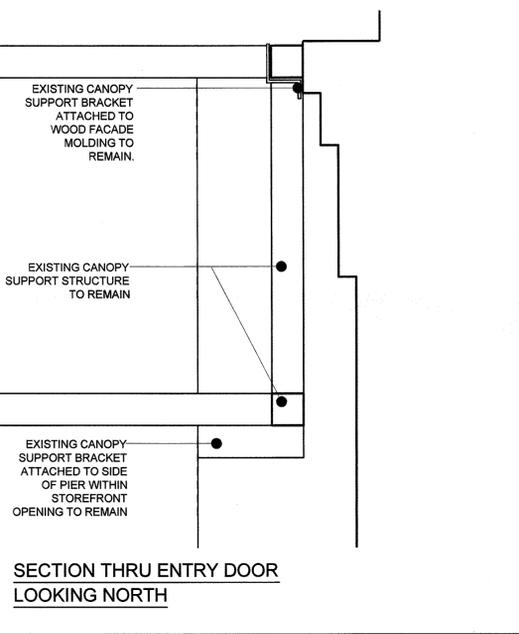 EXISTING CANOPY
SUPPORT BRACKET
ATTACHED TO
WOOD FACADE
MOLDING TO
REMAIN.
EXISTING CANOPY
SUPPORT STRUCTURE
TO REMAIN
EXISTING CANOPY
SUPPORT BRACKET
ATTACHED TO SIDE
OF PIER WITHIN
STOREFRONT
OPENING TO REMAIN
SECTION THRU ENTRY DOOR
LOOKING NORTH